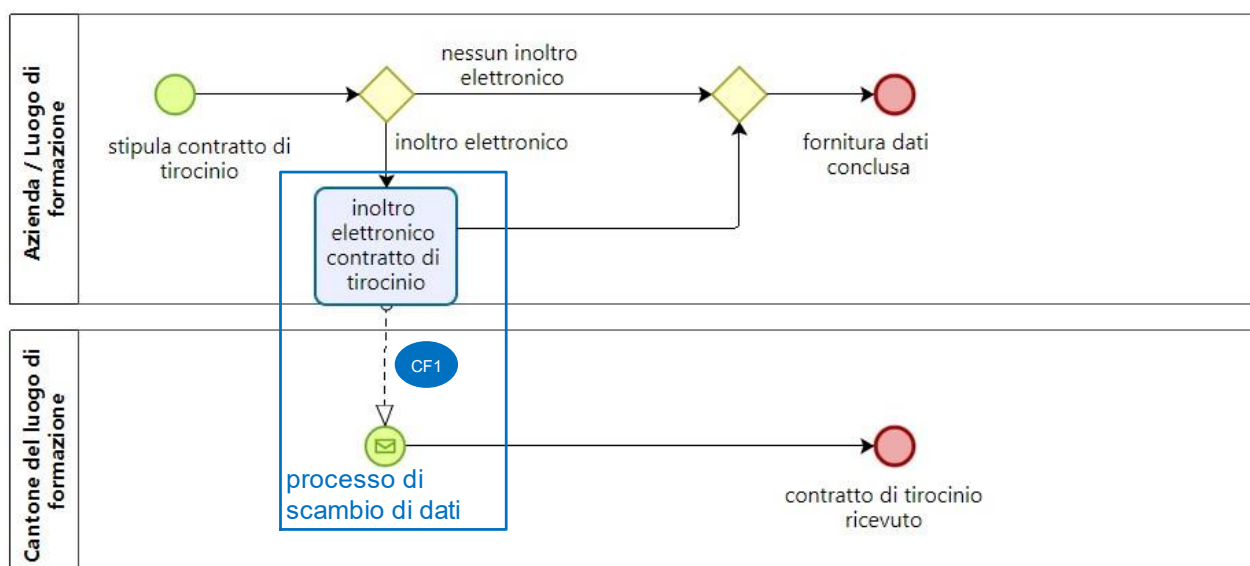 Azienda / Luogo di
formazione
stipula contratto di
tirocinio
nessun inoltro
elettronico
inoltro elettronico
fornitura dati
conclusa
inoltro
elettronico
contratto di
tirocinio
CF1
Cantone del luogo di
formazione
processo di
scambio di dati
contratto di tirocinio
ricevuto